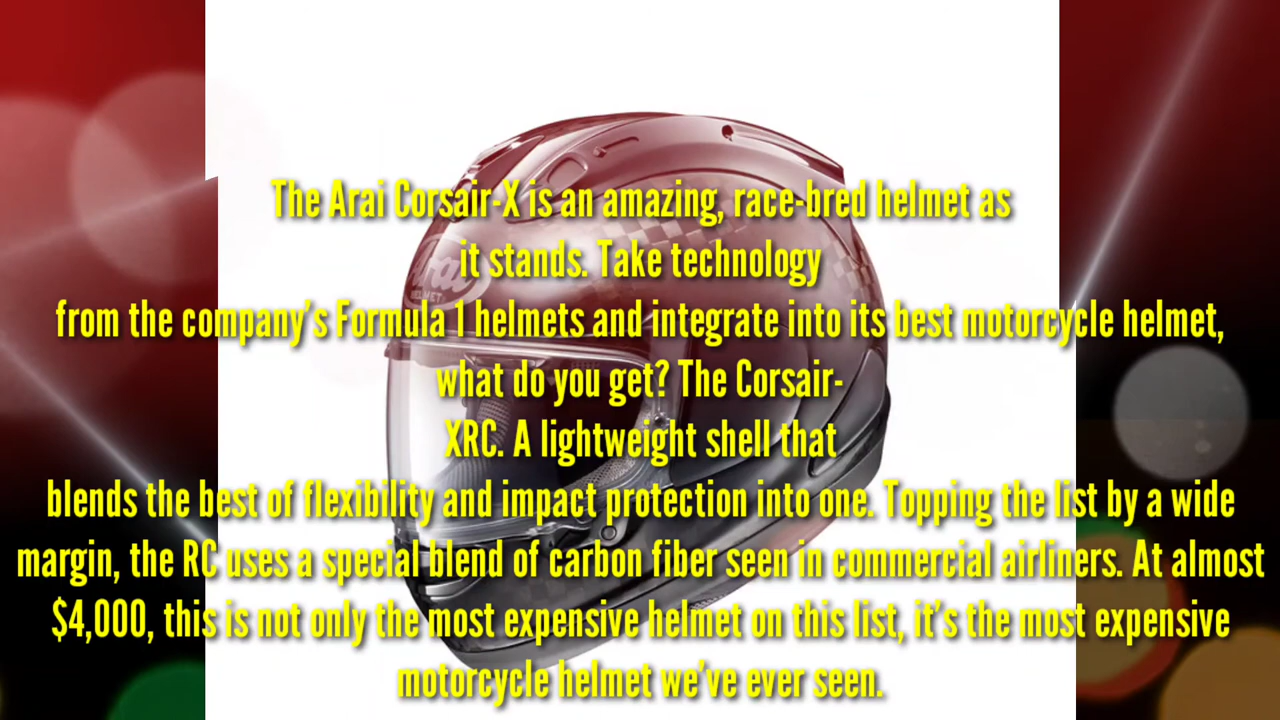 The Arai Corsair-X is an amazing, race-bred helmet as
it stands. Take technology
from the company's Formula 1 helmets and integrate into its best motorcycle helmet,
what do you get? The Corsair-
XRC. A lightweight shell that
blends the best of flexibility and impact protection into one. Topping the list by a wide
margin, the RC uses a special blend of carbon fiber seen in commercial airliners. At almost
$4,000, this is not only the most expensive helmet on this list, it's the most expensive
motorcycle helmet we've ever seen.